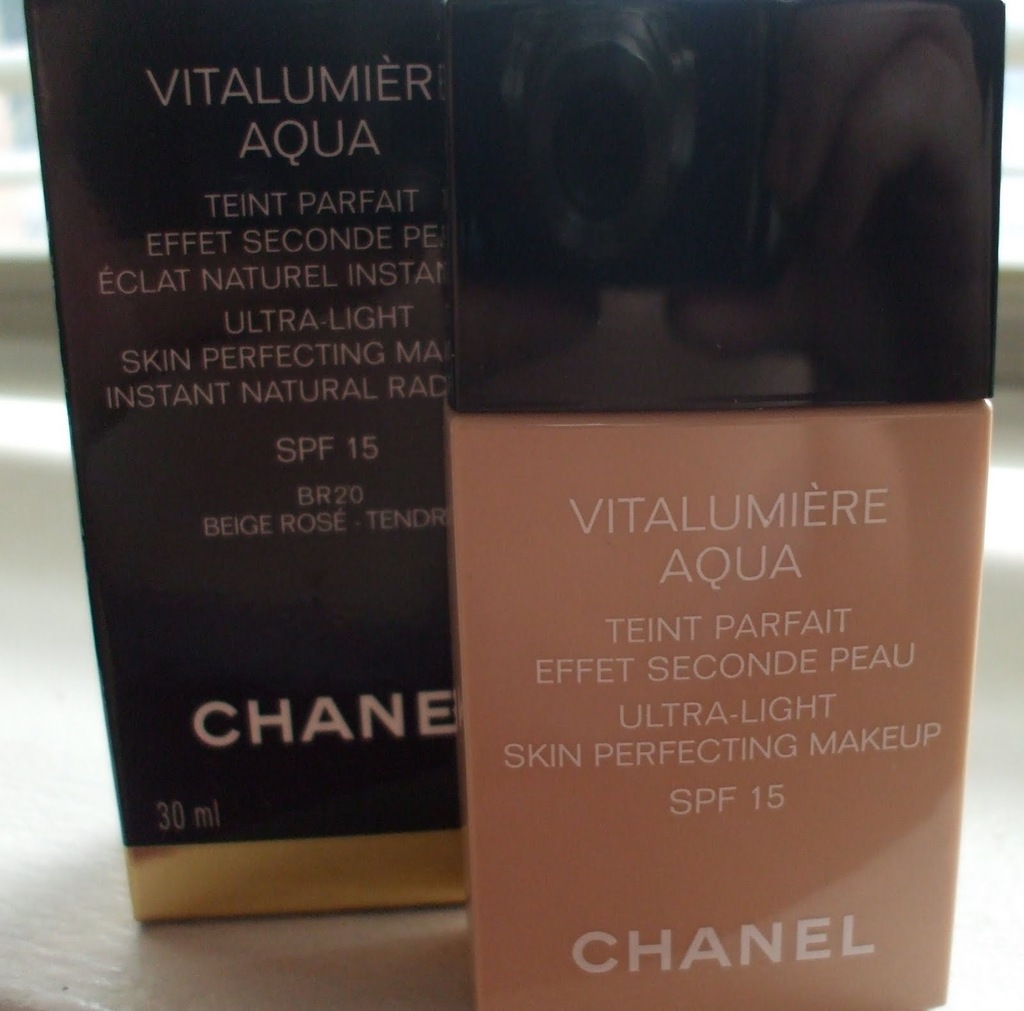 VITALUMIÈRE
AQUA
TEINT PARFAIT
EFFET SECONDE
ÉCLAT NATUREL
ULTRA-LIGHT
SKIN PERFECTING
INSTANT NATURAL
SPF 15
BR20
BEIGE ROSÉ -
CHANE
30 ml
VITALUMIÈRE
AQUA
TEINT PARFAIT
EFFET SECONDE PEAU
ULTRA-LIGHT
SKIN PERFECTING MAKEUP
SPF 15
CHANEL